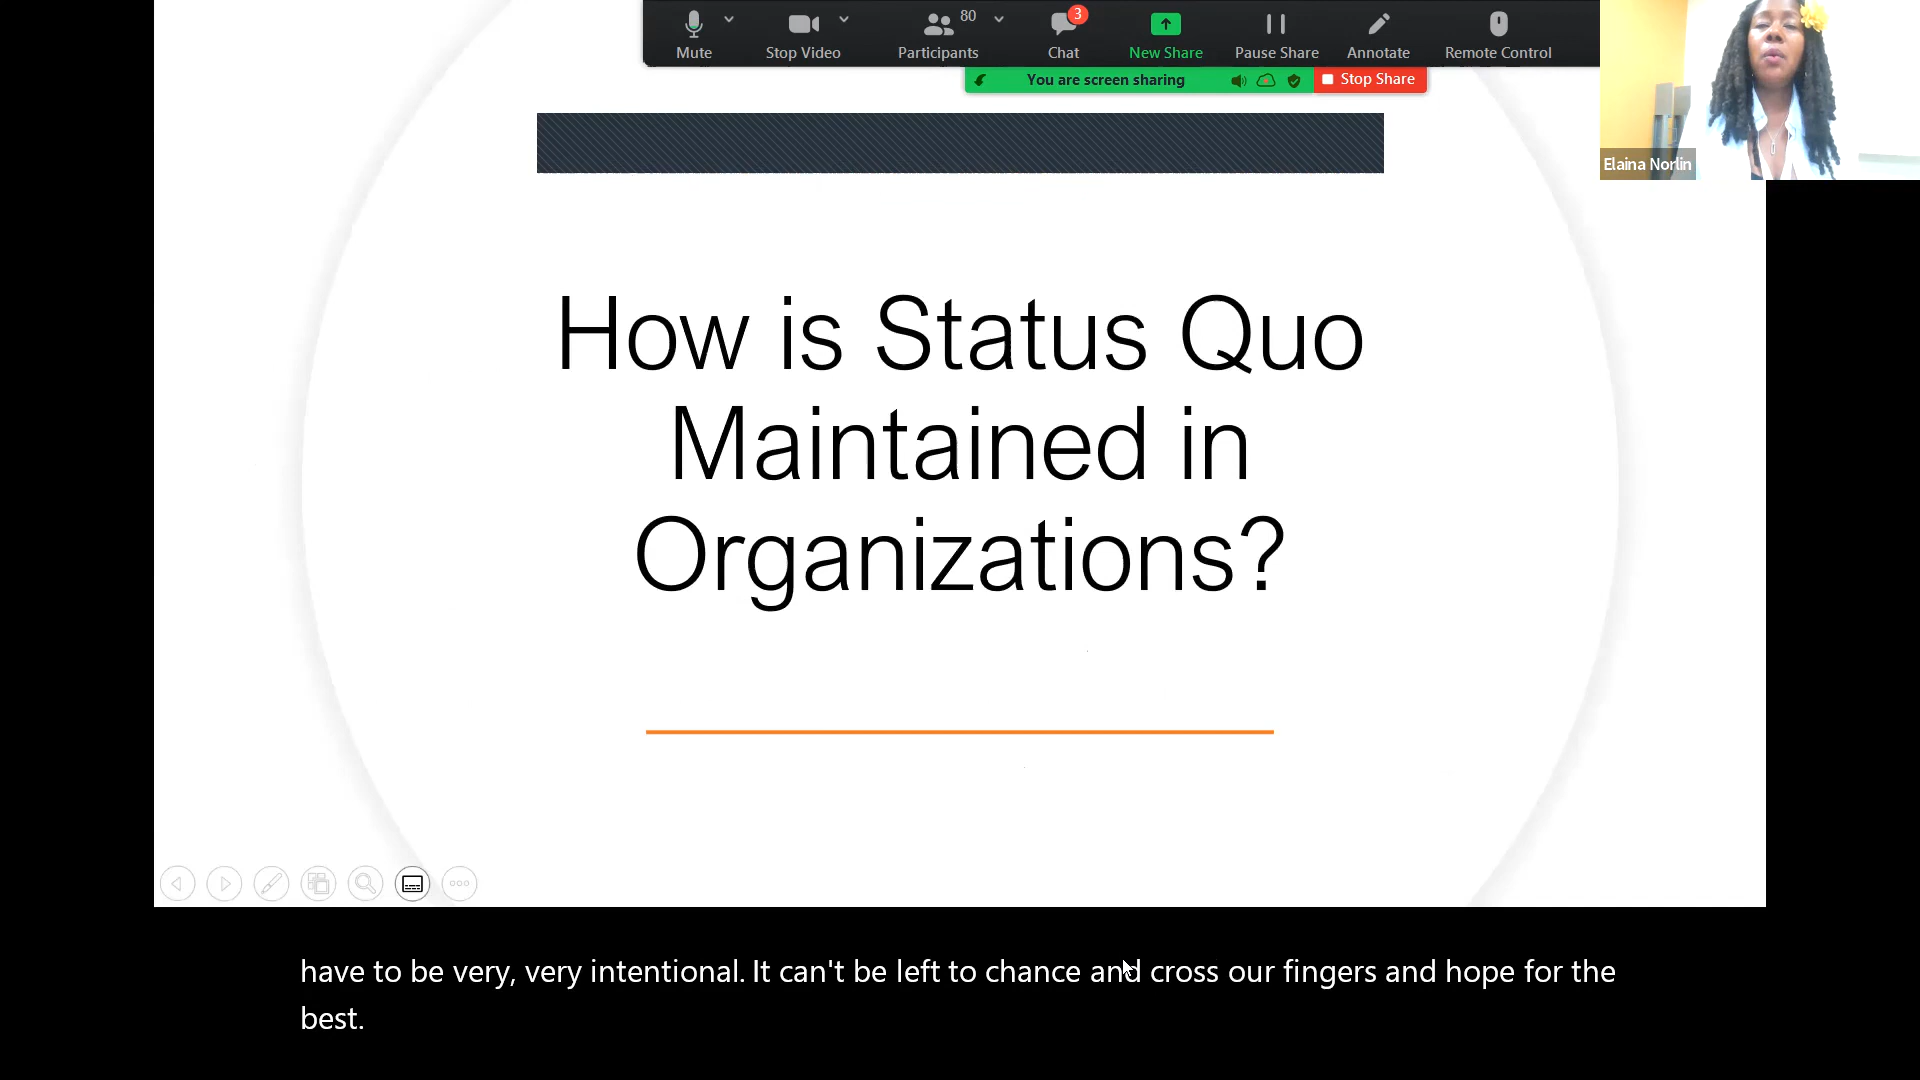 80
3
Mute
Stop Video
Participants
Chat
New Share
Pause Share
Annotate
Remote Control
You are screen sharing
Stop Share
Elaina Norlin
How is Status Quo
Maintained in
Organizations?
have to be very, very intentional. It can't be left to chance and cross our fingers and hope for the
best.